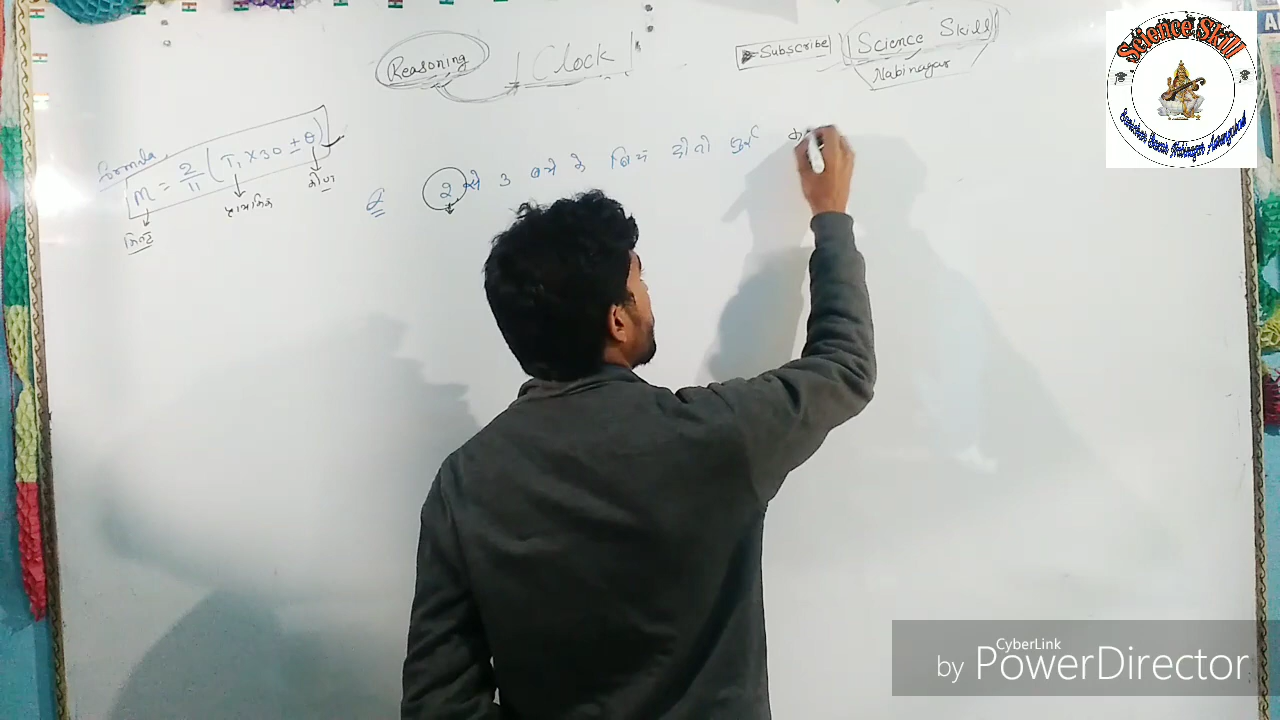 Reasoning
Clock
Subscribe
Science Skill
Nabinagar
Science Skill
Formula
M = 2/11 (T₁ × 30 ± θ)
मिनट
प्रारंभिक
कोण
Q 2 से 3 बजे के बिच दोनों सुई
CyberLink
by PowerDirector